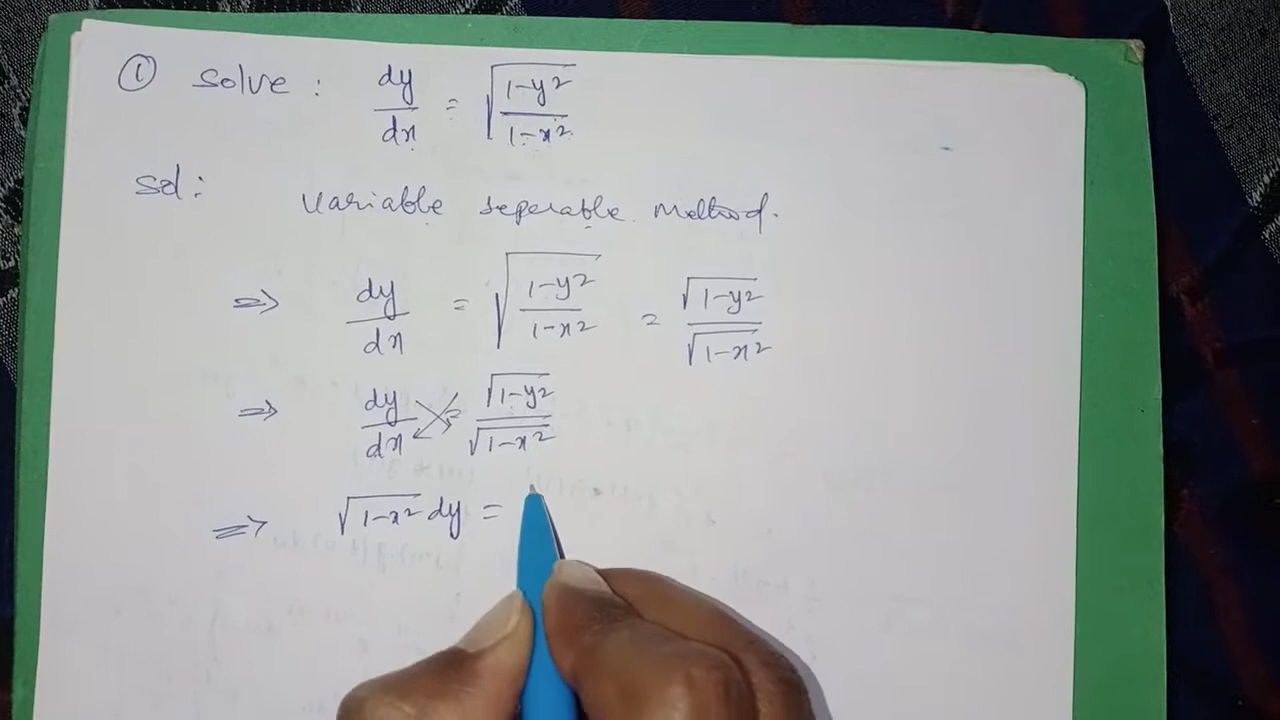 ① Solve : dy/dx = √(1-y²/1-x²)
Sol :
Variable seperable method.
⇒ dy/dx = √(1-y²/1-x²) = √1-y²/√1-x²
⇒ dy/dx = √1-y²/√1-x²
⇒ √1-x² dy =